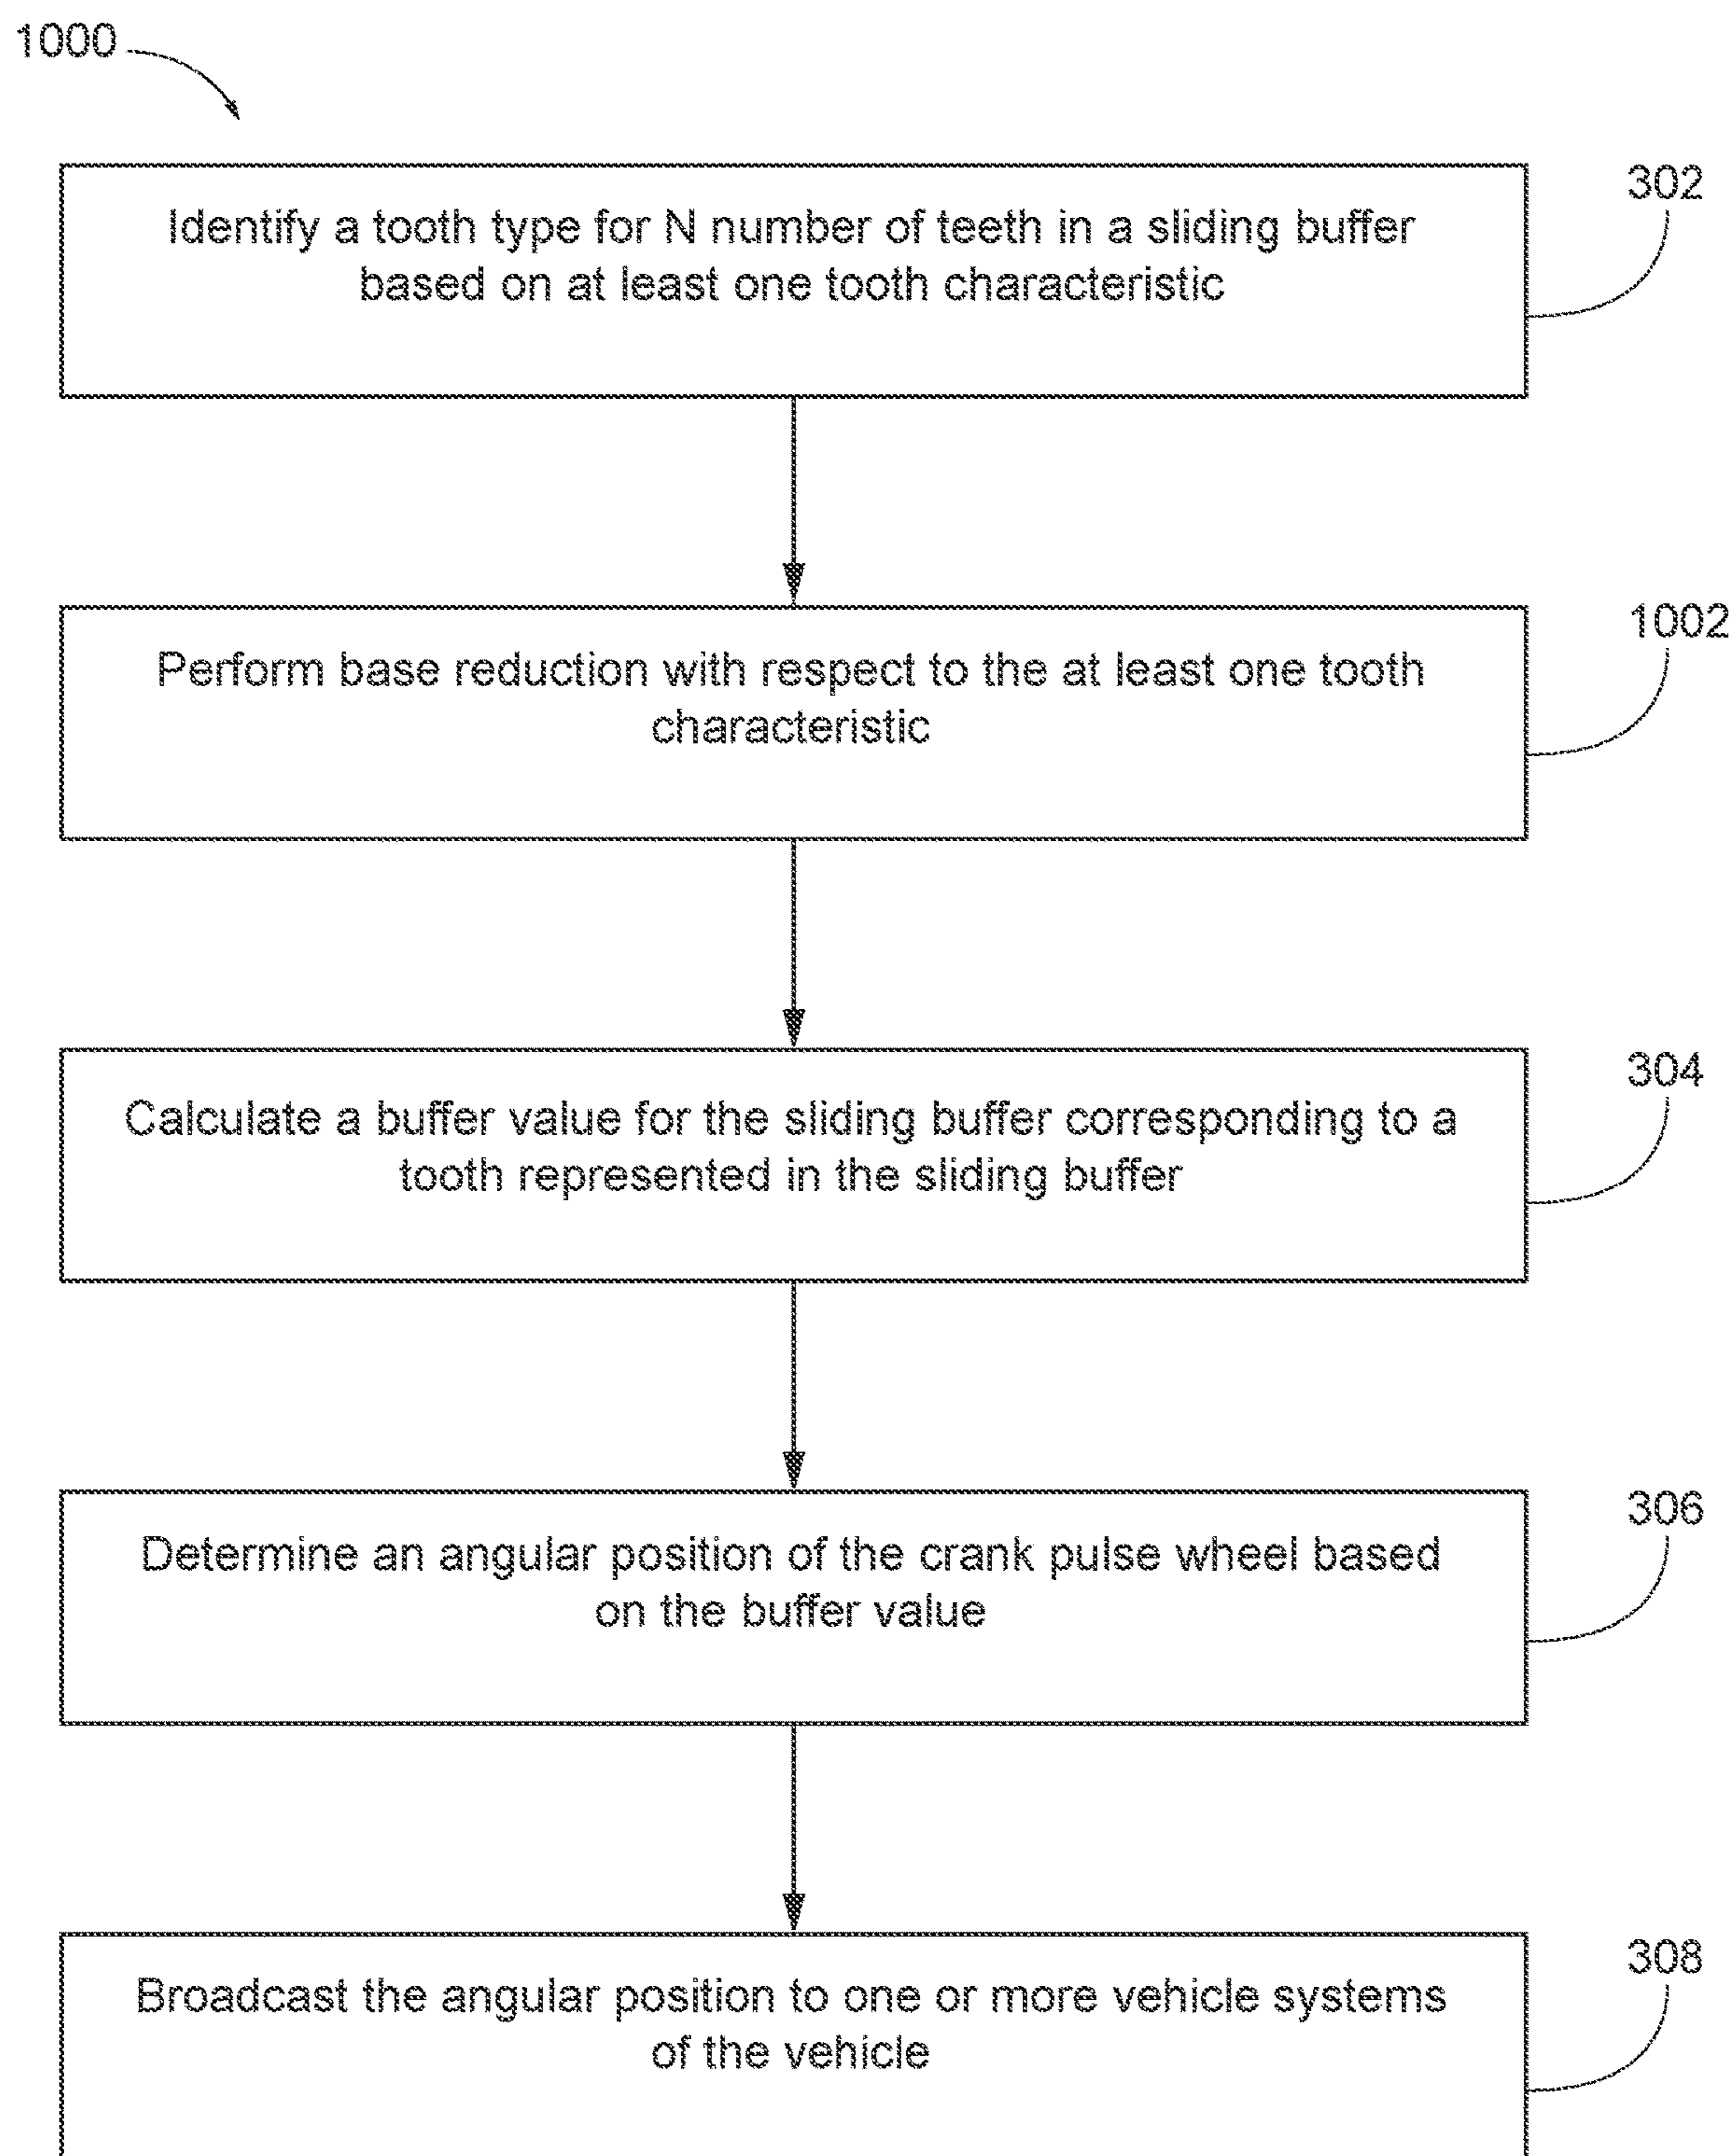 1000
302
Identify a tooth type for N number of teeth in a sliding buffer
based on at least one tooth characteristic
1002
Perform base reduction with respect to the at least one tooth
characteristic
304
Calculate a buffer value for the sliding buffer corresponding to a
tooth represented in the sliding buffer
306
Determine an angular position of the crank pulse wheel based
on the buffer value
308
Broadcast the angular position to one or more vehicle systems
of the vehicle